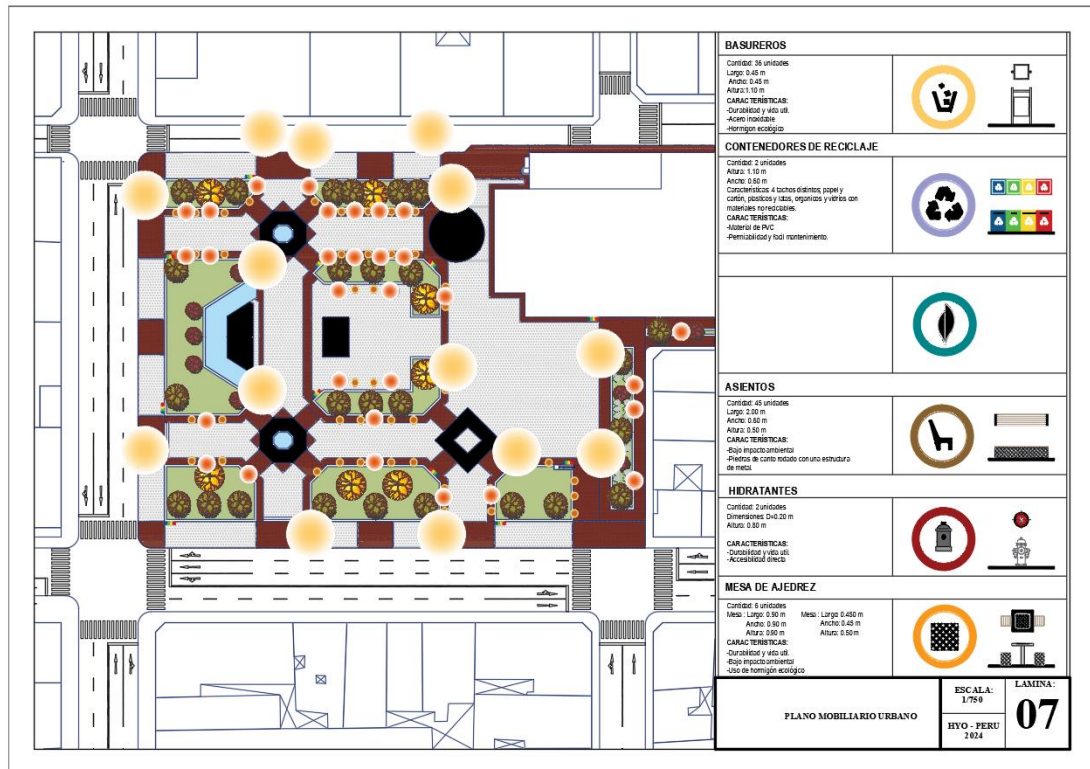 BASUREROS
Cantidad: 36 unidades
Largo: 0.45 m
Ancho: 0.45 m
Altura:1.10 m
CARACTERÍSTICAS:
-Durabilidad y vida util.
-Acero inoxidable
-Hormigon ecológico
CONTENEDORES DE RECICLAJE
Cantidad: 2 unidades
Altura: 1.10 m
Ancho: 0.60 m
Características: 4 tachos distintos; papel y
cartón, plasticos y latas, organicos y vidrios con
materiales no reciclables.
CARACTERÍSTICAS:
-Material de PVC
-Permiabilidad y facil mantenimiento.
ASIENTOS
Cantidad: 45 unidades
Largo: 2.00 m
Ancho: 0.60 m
Altura: 0.50 m
CARACTERÍSTICAS:
-Bajo impacto ambiental
-Piedras de canto rodado con una estructura
de metal
HIDRATANTES
Cantidad: 2 unidades
Dimensiones: D=0.20 m
Altura: 0.80 m
CARACTERÍSTICAS:
-Durabilidad y vida util.
-Accesibilidad directa
MESA DE AJEDREZ
Cantidad: 6 unidades
Mesa : Largo: 0.90 m Mesa : Largo: 0.450 m
Ancho: 0.90 m Ancho: 0.45 m
Altura: 0.90 m Altura: 0.50 m
CARACTERÍSTICAS:
-Durabilidad y vida util.
-Bajo impacto ambiental
-Uso de hormigón ecológico
PLANO MOBILIARIO URBANO
ESCALA:
1/750
HYO - PERU
2024
LAMINA:
07